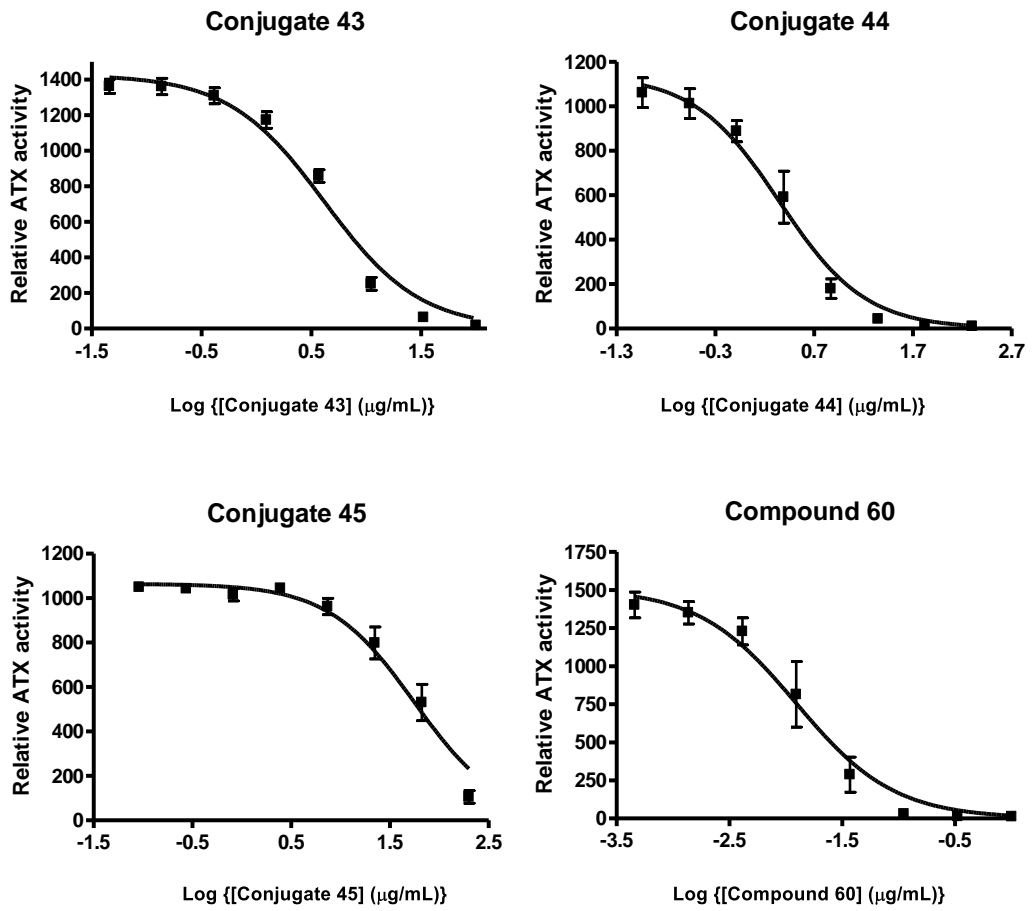 Conjugate 43
1400
1200
1000
800
600
400
200
0
Relative ATX activity
-1.5 -0.5 0.5 1.5
Log {[Conjugate 43] (μg/mL)}
Conjugate 44
1200
1000
800
600
400
200
0
Relative ATX activity
-1.3 -0.3 0.7 1.7 2.7
Log {[Conjugate 44] (μg/mL)}
Conjugate 45
1200
1000
800
600
400
200
0
Relative ATX activity
-1.5 -0.5 0.5 1.5 2.5
Log {[Conjugate 45] (μg/mL)}
Compound 60
1750
1500
1250
1000
750
500
250
0
Relative ATX activity
-3.5 -2.5 -1.5 -0.5
Log {[Compound 60] (μg/mL)}